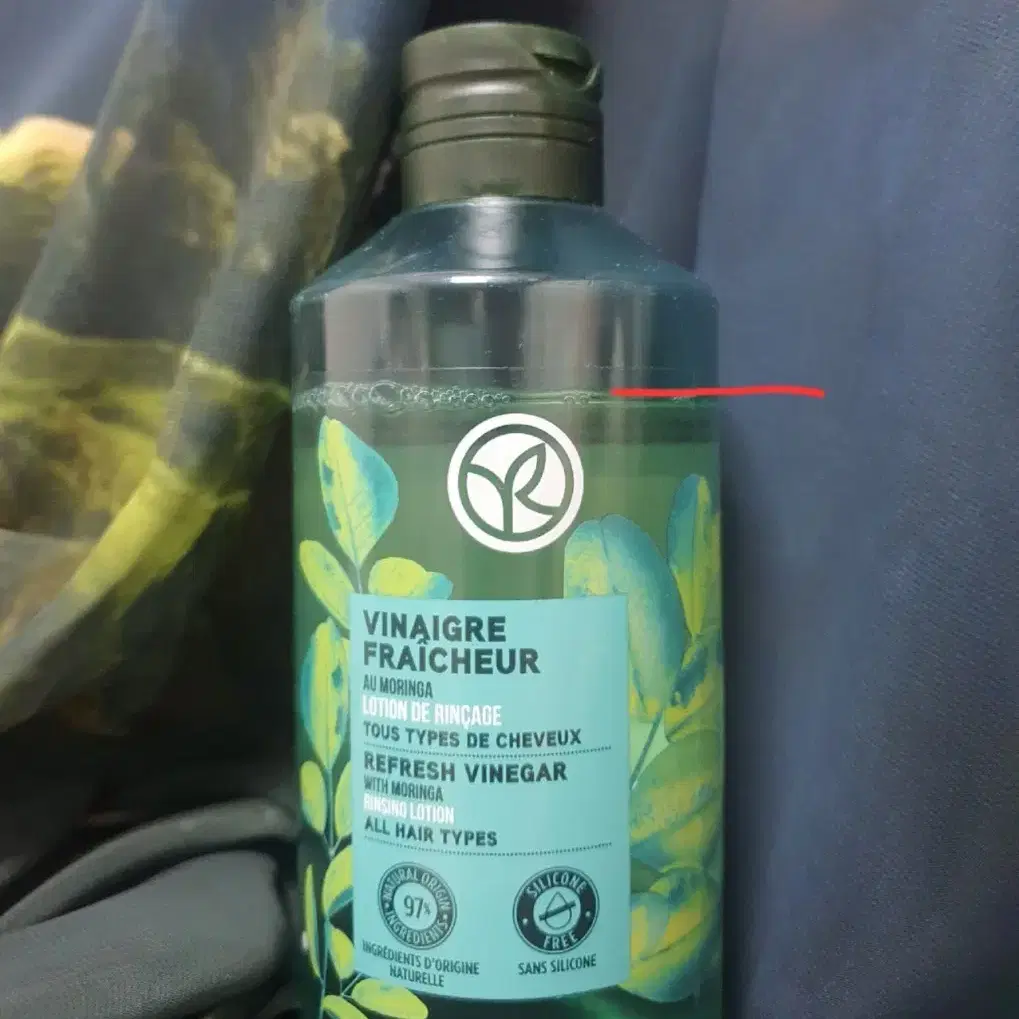 VINAIGRE
FRAÎCHEUR
AU MORINGA
LOTION DE RINÇAGE
TOUS TYPES DE CHEVEUX
REFRESH VINEGAR
WITH MORINGA
RINSING LOTION
ALL HAIR TYPES
NATURAL ORIGIN
97%
INGREDIENTS
INGRÉDIENTS D'ORIGINE
NATURELLE
SILICONE
FREE
SANS SILICONE